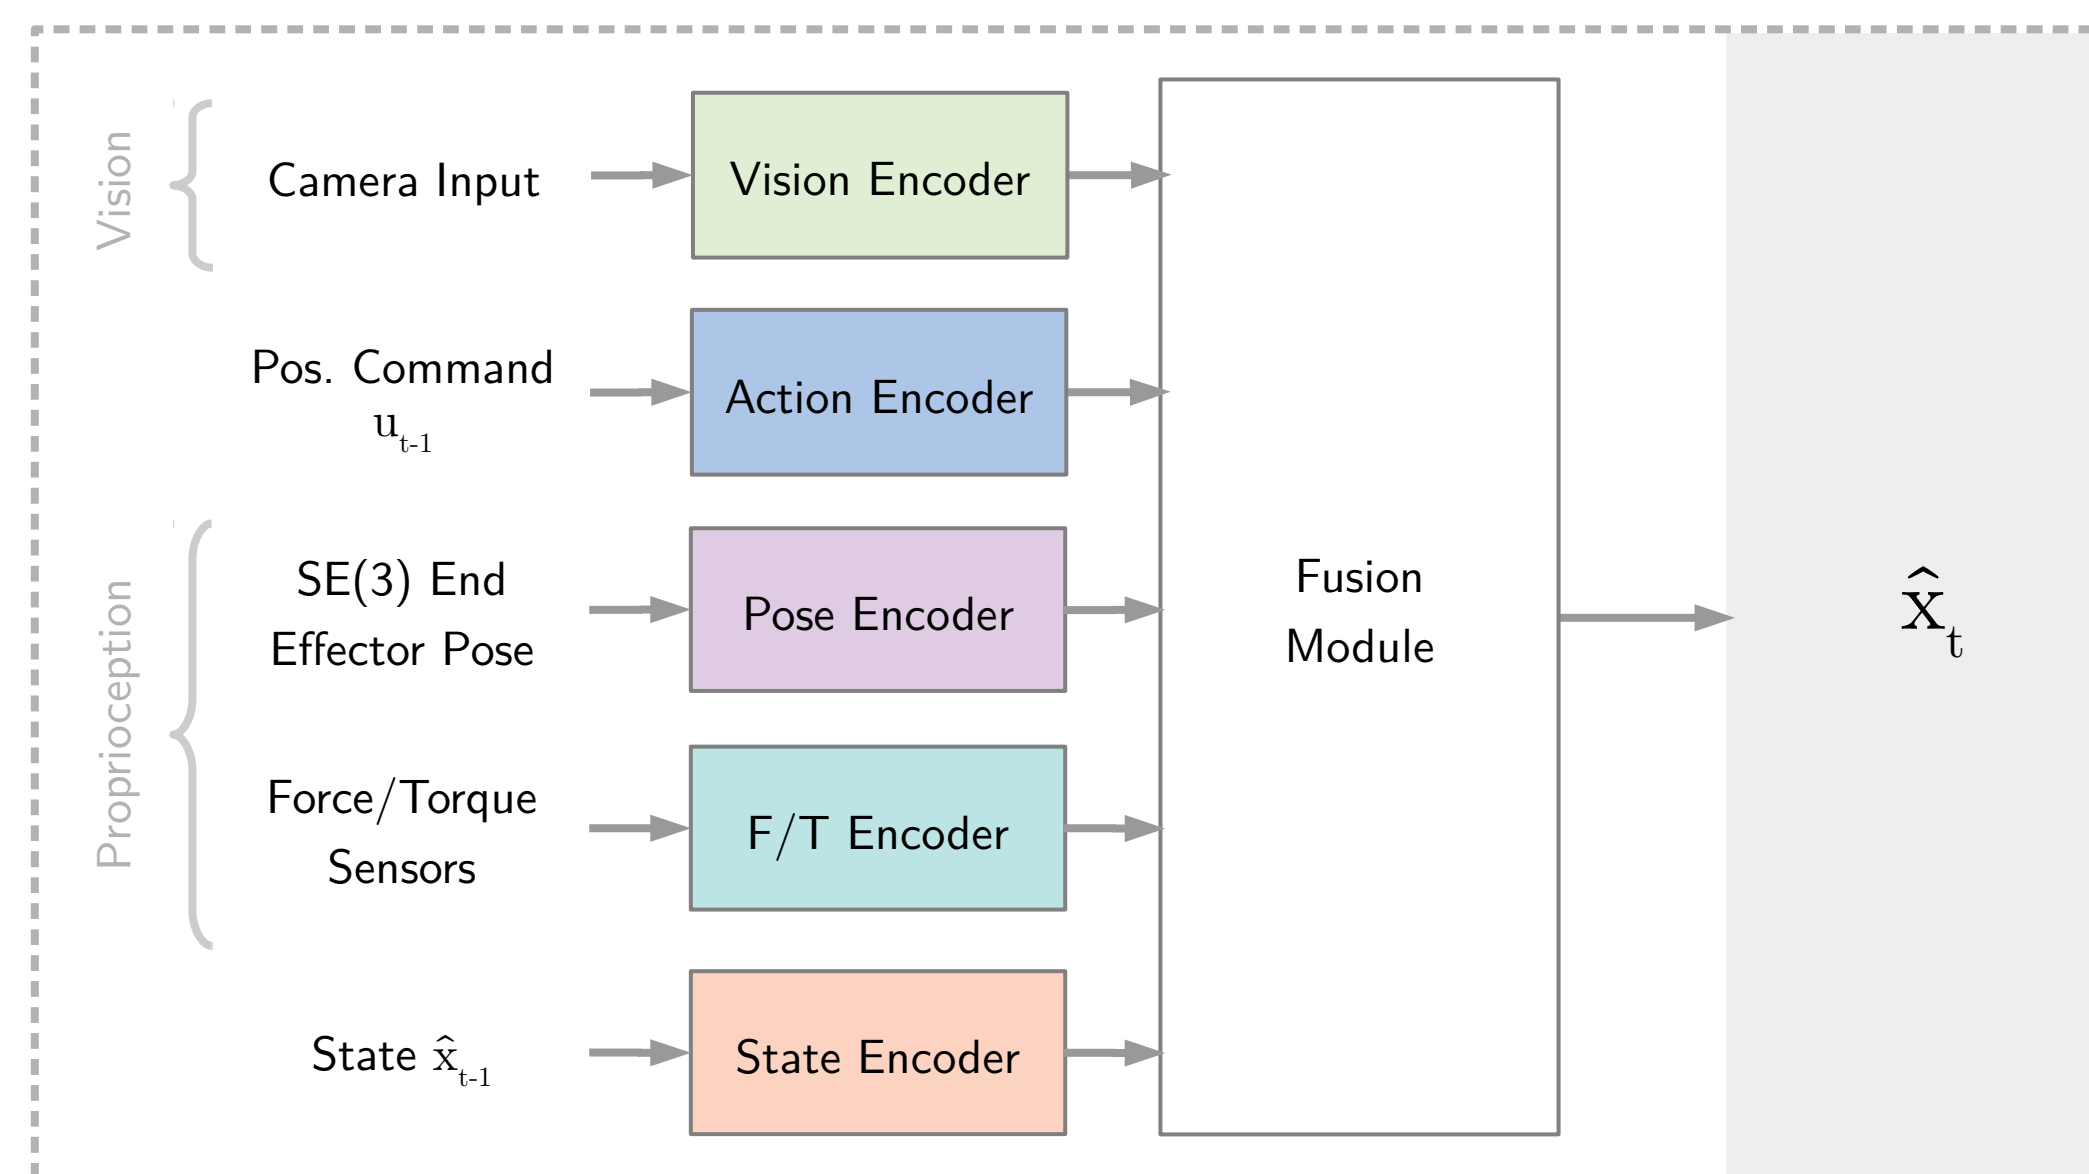 Vision
Camera Input
Vision Encoder
Pos. Command
u_{t-1}
Action Encoder
Proprioception
SE(3) End
Effector Pose
Pose Encoder
Force/Torque
Sensors
F/T Encoder
State x̂_{t-1}
State Encoder
Fusion
Module
x̂_t